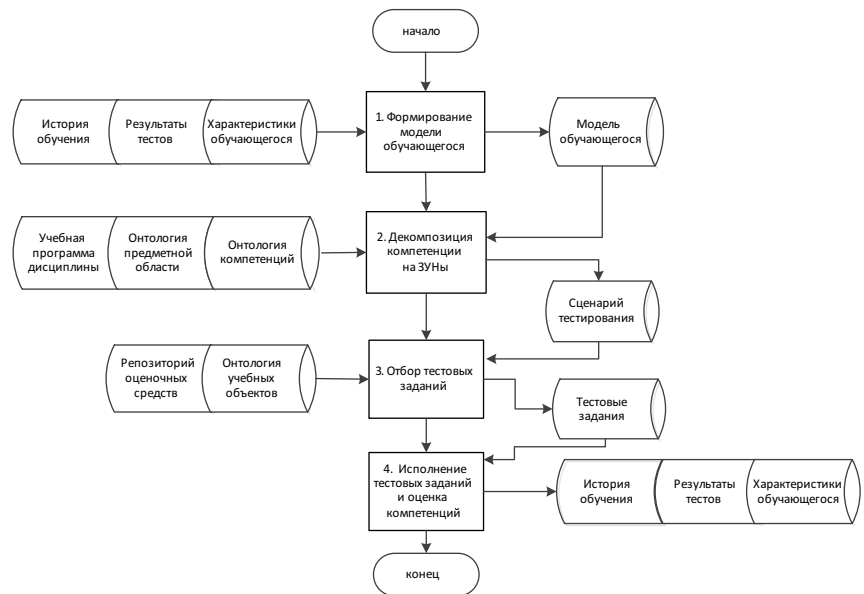 начало
История
обучения
Результаты
тестов
Характеристики
обучающегося
1. Формирование
модели
обучающегося
Модель
обучающегося
Учебная
программа
дисциплины
Онтология
предметной
области
Онтология
компетенций
2. Декомпозиция
компетенции
на ЗУНы
Сценарий
тестирования
Репозиторий
оценочных
средств
Онтология
учебных
объектов
3. Отбор тестовых
заданий
Тестовые
задания
4. Исполнение
тестовых заданий
и оценка
компетенций
История
обучения
Результаты
тестов
Характеристики
обучающегося
конец